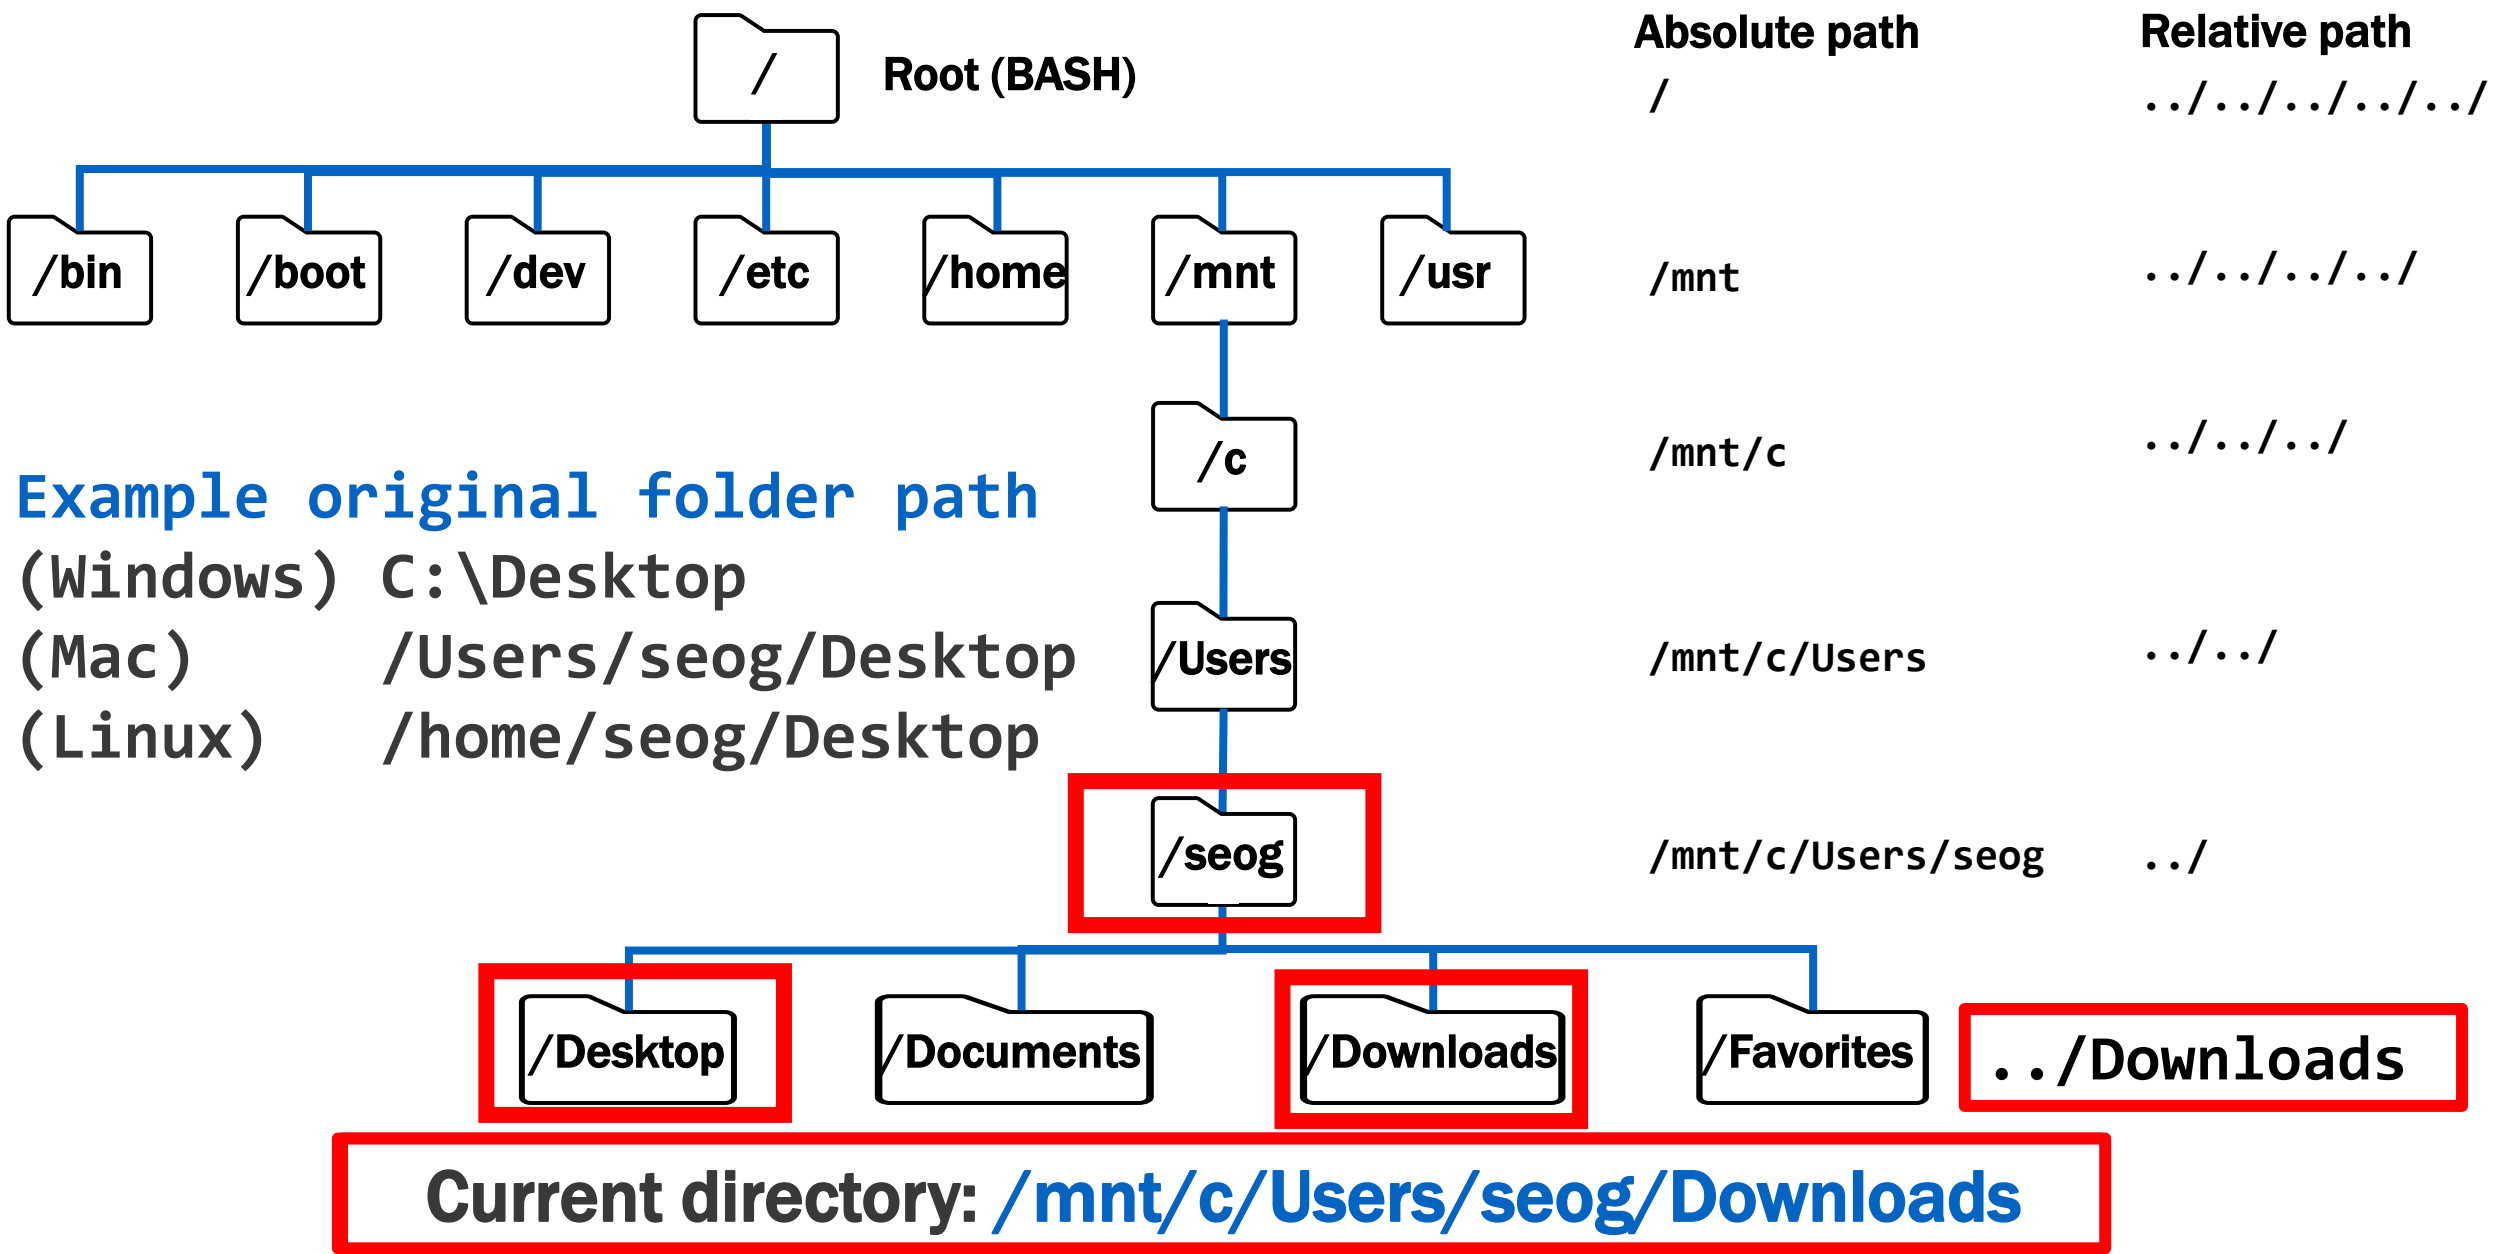 /
Root (BASH)
Absolute path
Relative path
/
../../../../../
/bin
/boot
/dev
/etc
/home
/mnt
/usr
/mnt
../../../../
/c
/mnt/c
../../../
Example original folder path
(Windows) C:\Desktop
(Mac) /Users/seog/Desktop
(Linux) /home/seog/Desktop
/Users
/mnt/c/Users
../../
/seog
/mnt/c/Users/seog
../
/Desktop
/Documents
/Downloads
/Favorites
../Downloads
Current directory: /mnt/c/Users/seog/Downloads